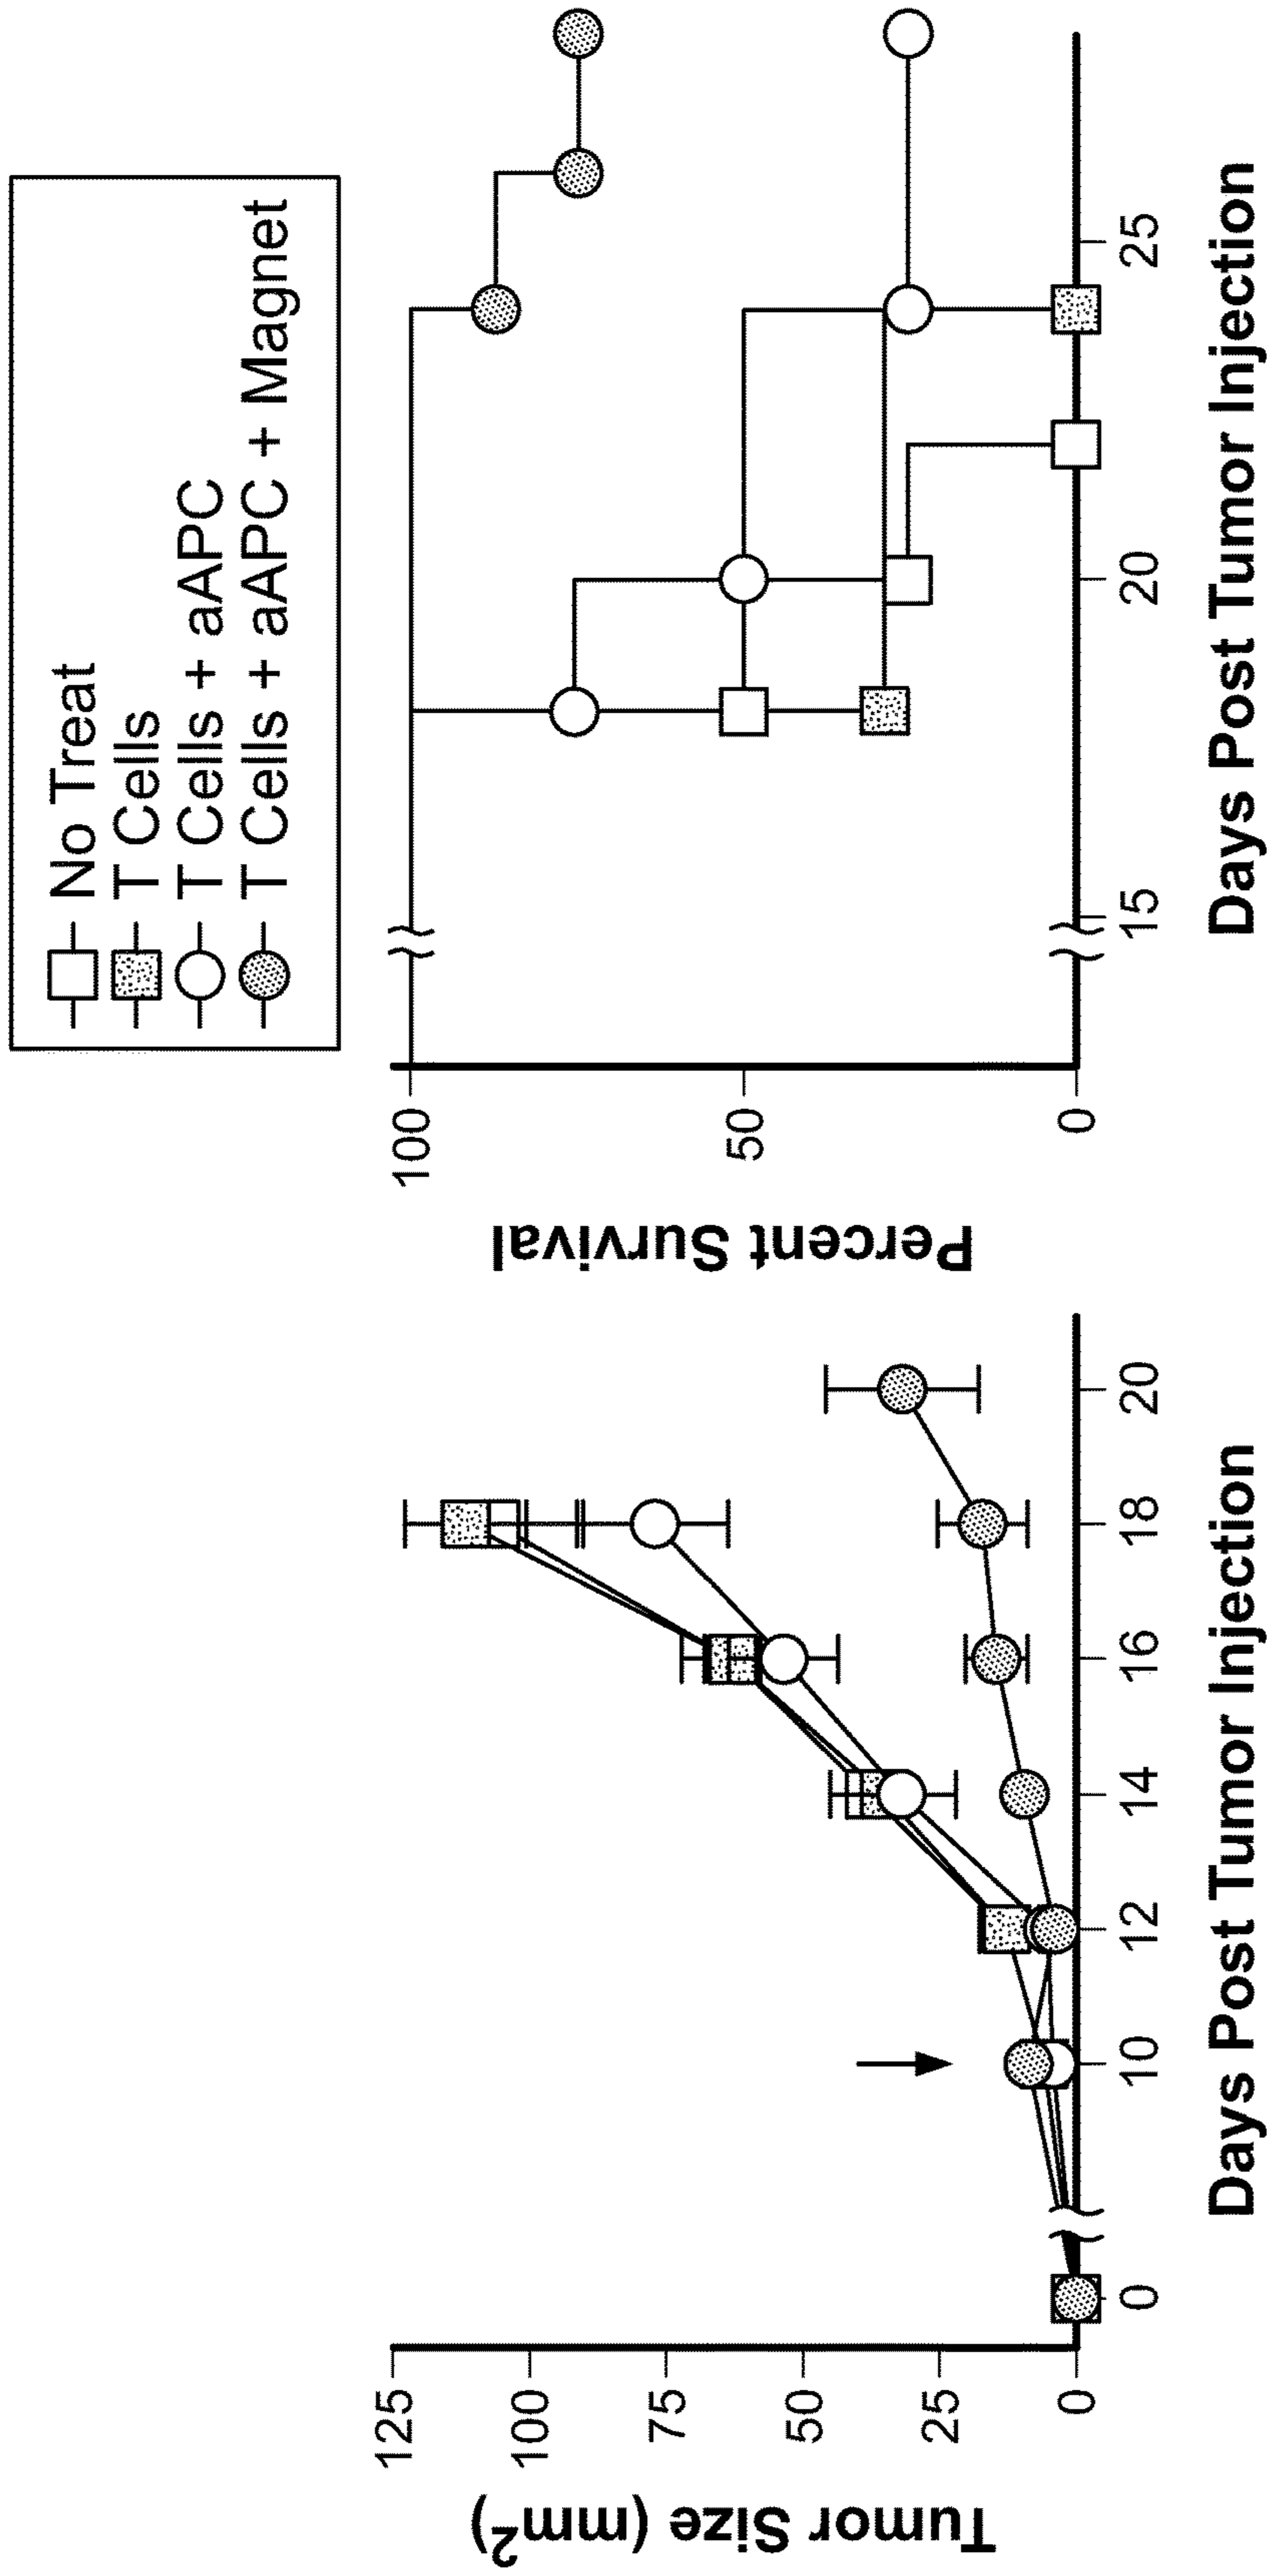 No Treat
T Cells
T Cells + aAPC
T Cells + aAPC + Magnet
Tumor Size (mm²)
125
100
75
50
25
0
0
10
12
14
16
18
20
Days Post Tumor Injection
Percent Survival
100
50
0
15
20
25
Days Post Tumor Injection